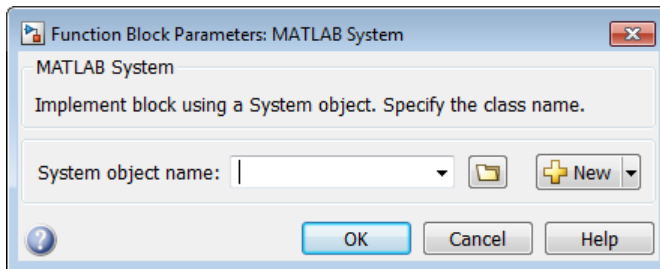 Function Block Parameters: MATLAB System
MATLAB System
Implement block using a System object. Specify the class name.
System object name:
New
OK Cancel Help